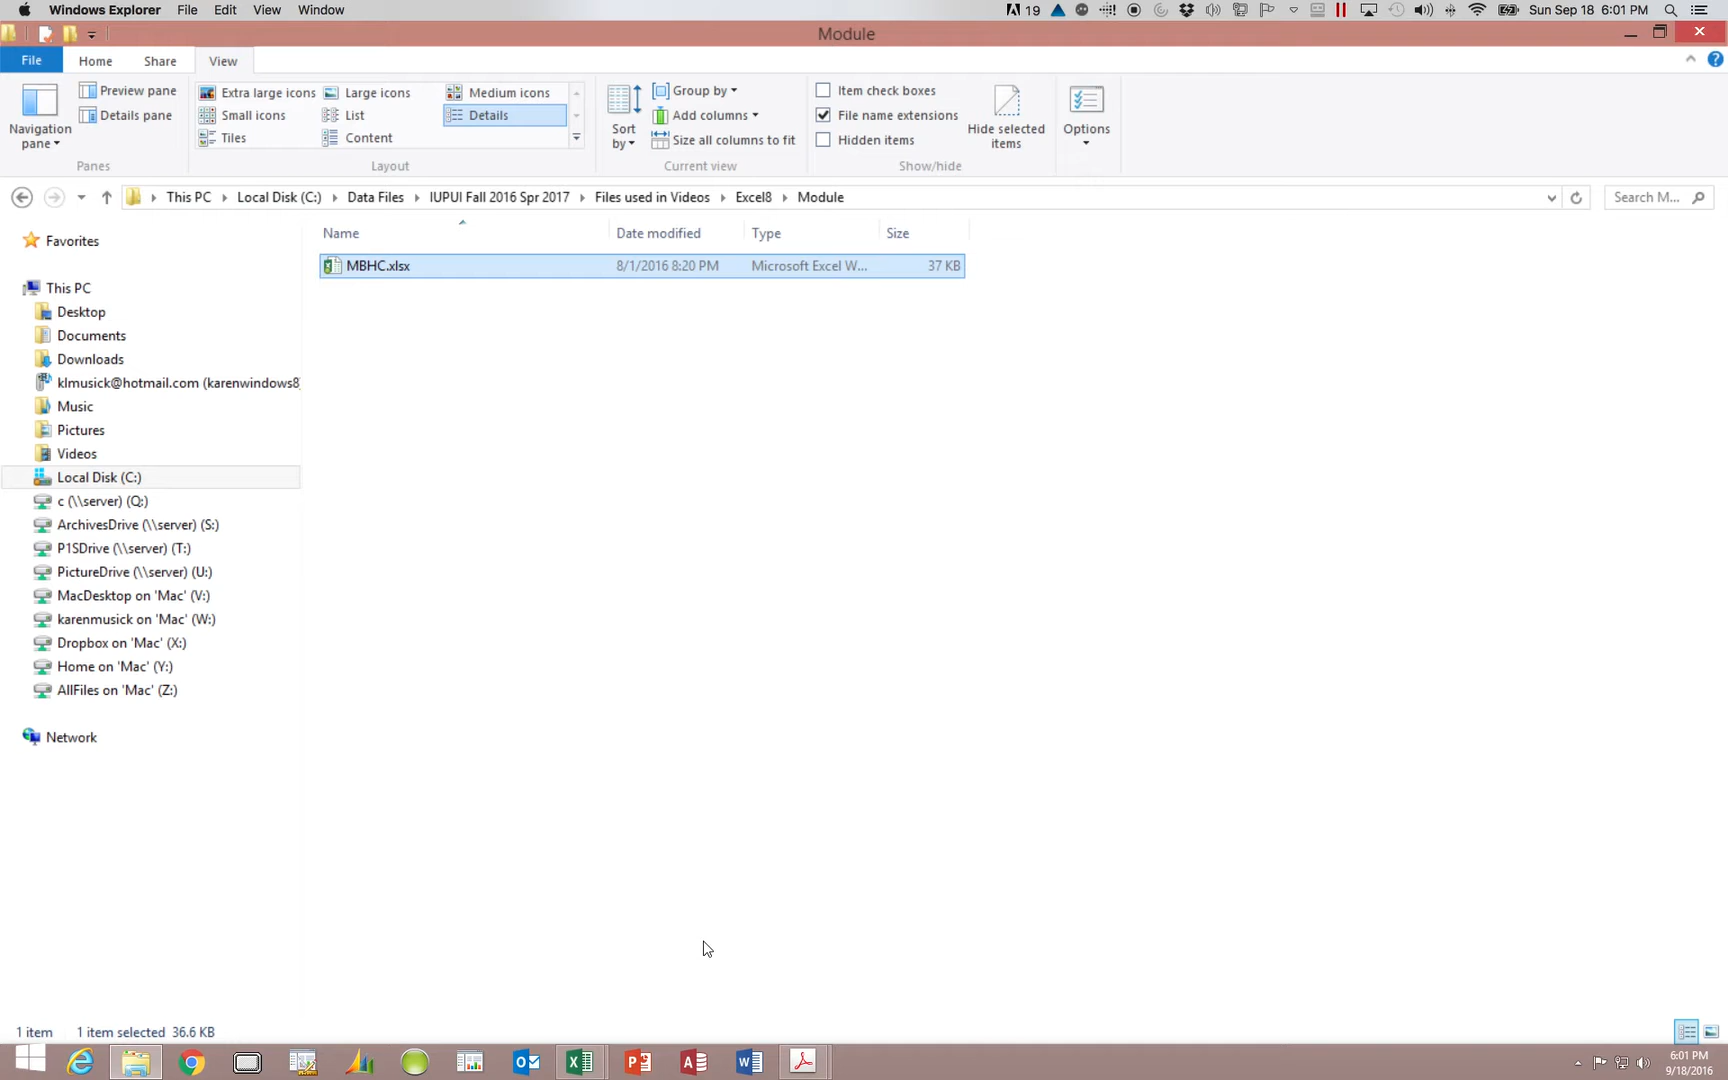 Windows Explorer File Edit View Window 19 Sun Sep 18 6:01 PM
Module
File Home Share View
Navigation pane
Preview pane
Details pane
Panes
Extra large icons Large icons Medium icons
Small icons List Details
Tiles Content
Layout
Sort by
Group by
Add columns
Size all columns to fit
Current view
Item check boxes
File name extensions
Hidden items
Hide selected items
Show/hide
Options
This PC Local Disk (C:) Data Files IUPUI Fall 2016 Spr 2017 Files used in Videos Excel8 Module Search M...
Name Date modified Type Size
MBHC.xlsx 8/1/2016 8:20 PM Microsoft Excel W... 37 KB
Favorites
This PC
Desktop
Documents
Downloads
klmusick@hotmail.com (karenwindows8)
Music
Pictures
Videos
Local Disk (C:)
c (\\server) (Q:)
ArchivesDrive (\\server) (S:)
P1SDrive (\\server) (T:)
PictureDrive (\\server) (U:)
MacDesktop on 'Mac' (V:)
karenmusick on 'Mac' (W:)
Dropbox on 'Mac' (X:)
Home on 'Mac' (Y:)
AllFiles on 'Mac' (Z:)
Network
1 item 1 item selected 36.6 KB
6:01 PM
9/18/2016